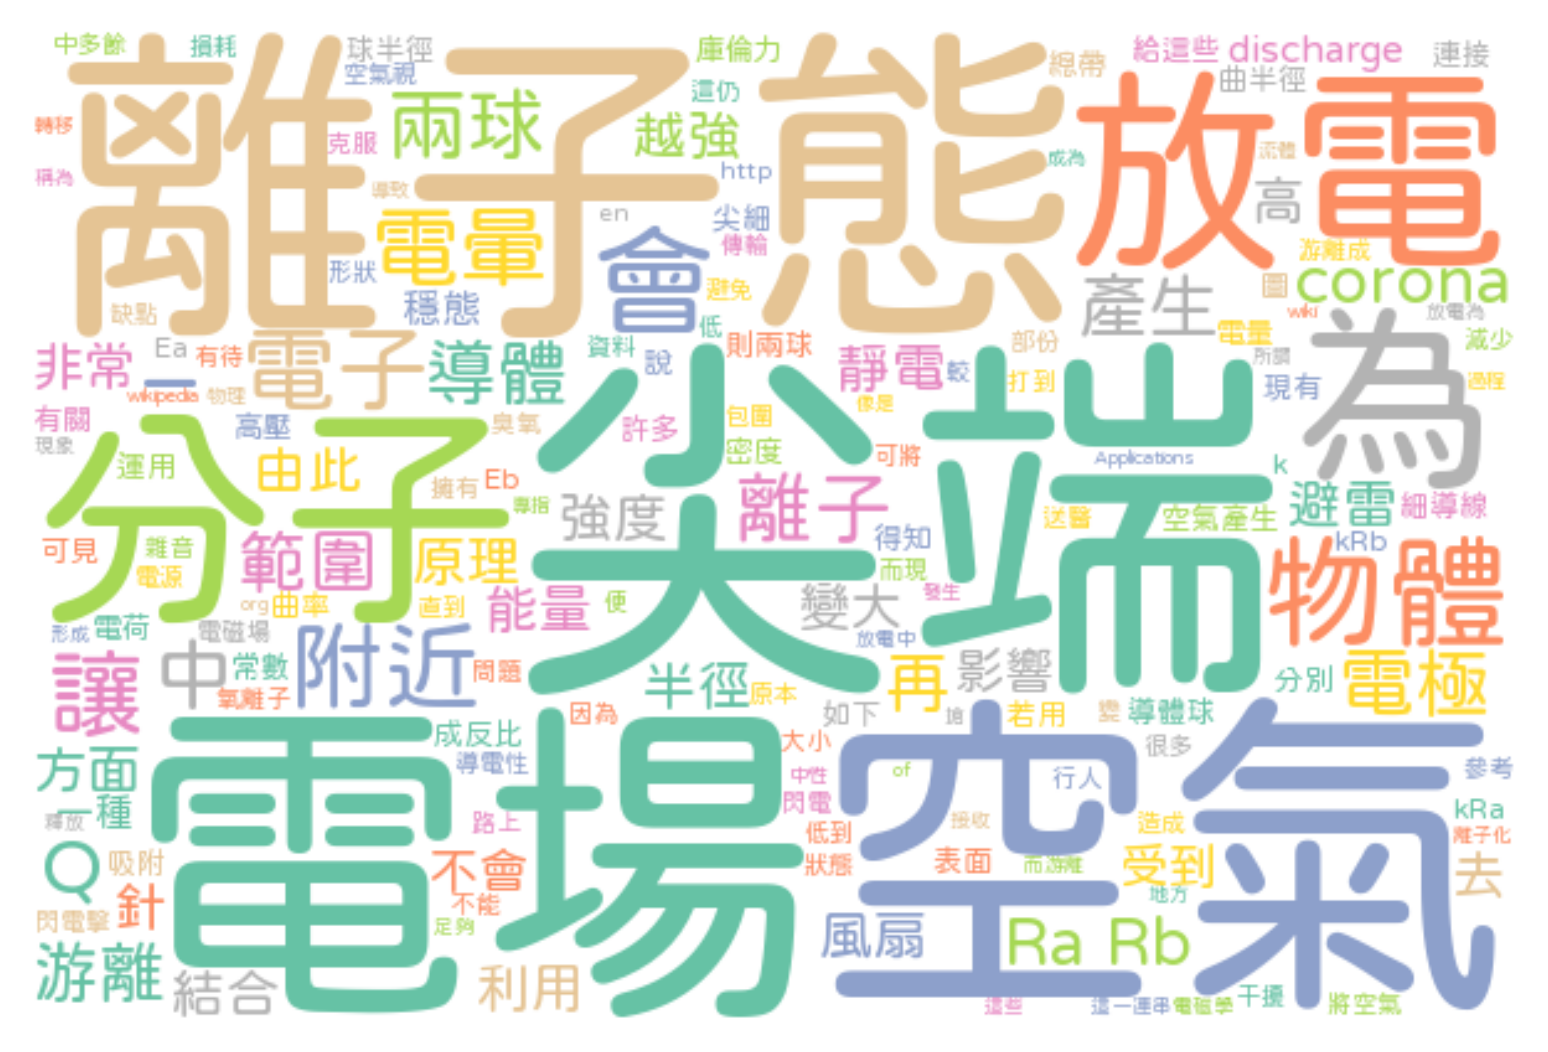 中多餘 損耗 球半徑 庫倫力 總帶 給這些 discharge 連接
空氣視 這仍 曲半徑
離子態 放電
轉移 克服 兩球 越強 成為 流體
稱為 導致 http 高
電暈 en 尖細 傳輸 會 游離成
形狀 穩態 避免 產生 圖 corona
缺點 低 wiki 放電為
非常 Ea 有待 電子 導體 資料 說 則兩球 靜電 較 部份 電量 所謂 為 減少
一 wikipedia 物理 打到 現有 過程
有關 高壓 臭氧 許多 包圍 像是
現象 分子 尖端
運用 由此 擁有 Eb 密度 可將 Applications k
專指 強度 離子 送醫 空氣產生 避雷 細導線
可見 雜音 範圍 原理 得知 kRb
電源 而現 物體
org 曲率 直到 能量 便 變大 發生
形成 電荷 電磁場 放電中
讓 中 常數 附近 問題 半徑 再 影響 分別 電極
氧離子 原本
因為 如下 若用 變 導體球
方面 電場 成反比 大小 空氣 很多
導電性 中性 of 行人 參考
一種 閃電 kRa
釋放 路上 低到 接收 造成 離子化
Q 吸附 不會 狀態 表面 而游離 受到 去
針 不能 地方
閃電擊 足夠 風扇 Ra Rb
游離 結合 利用
這些 這一連串 電磁學 干擾 將空氣